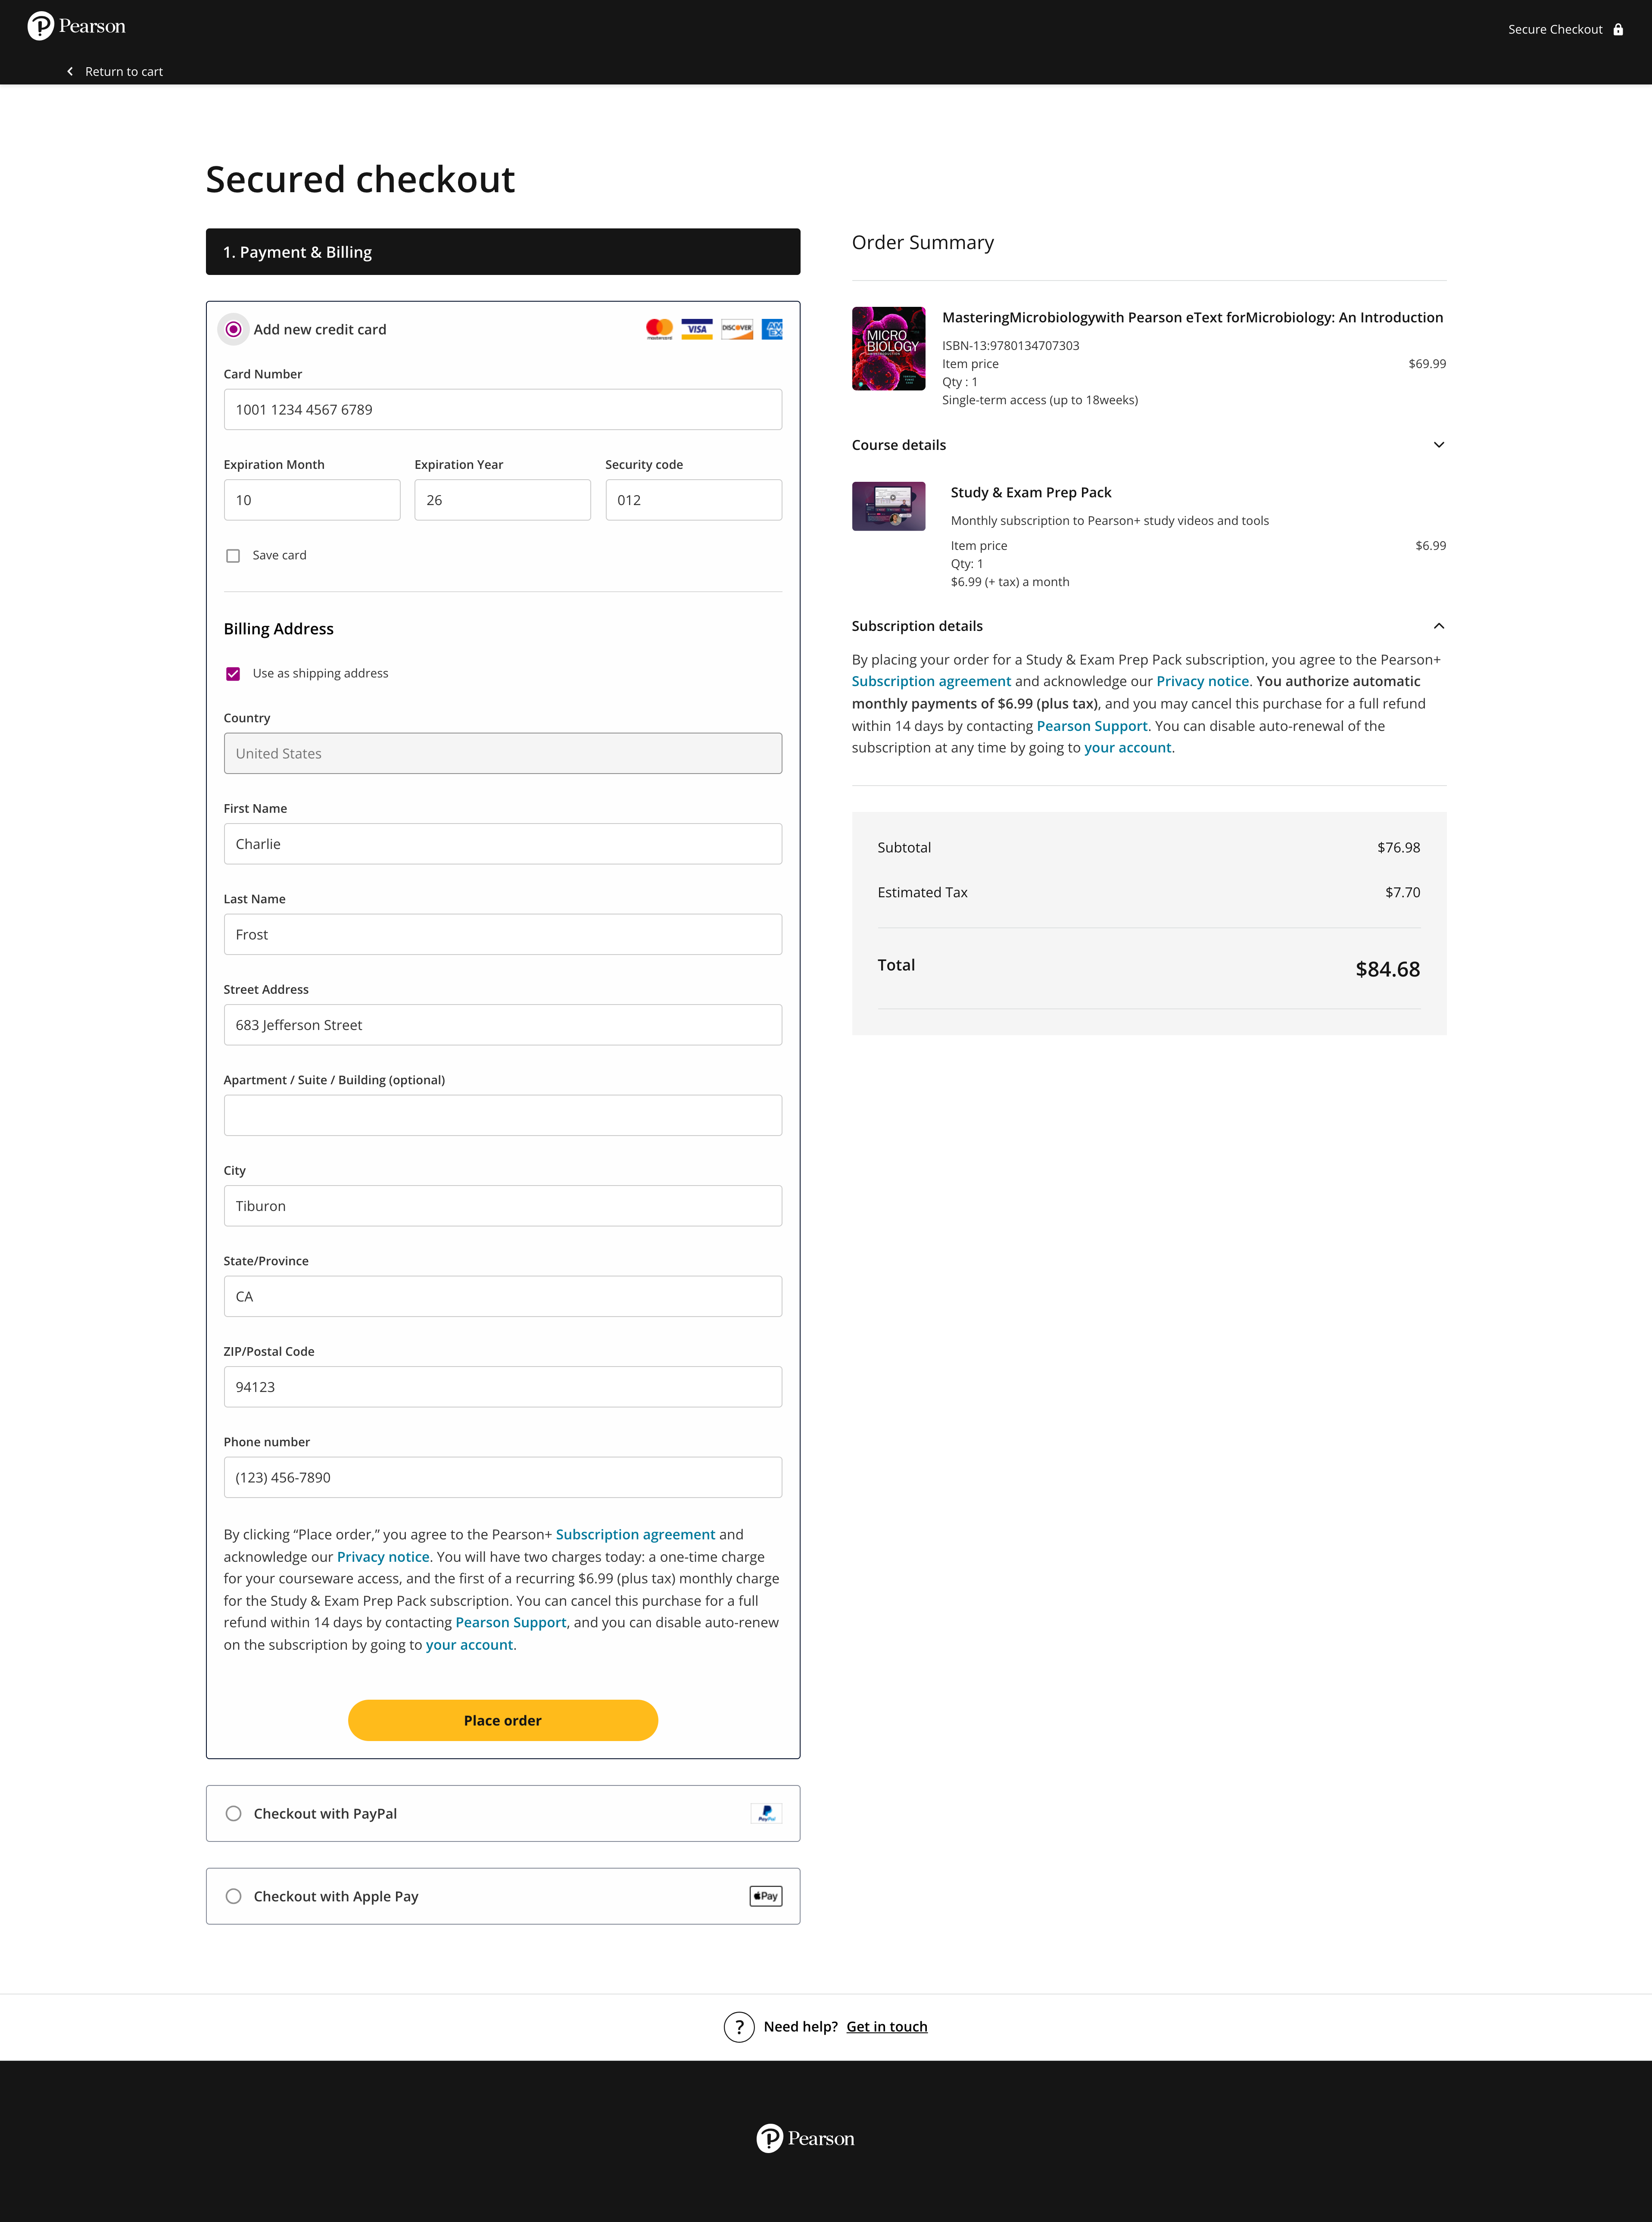 Pearson
Secure Checkout
Return to cart
Secured checkout
1. Payment & Billing
Add new credit card
mastercard
VISA
DISCOVER
AM
EX
Card Number
1001 1234 4567 6789
Expiration Month
Expiration Year
Security code
10
26
012
Save card
Billing Address
Use as shipping address
Country
United States
First Name
Charlie
Last Name
Frost
Street Address
683 Jefferson Street
Apartment / Suite / Building (optional)
City
Tiburon
State/Province
CA
ZIP/Postal Code
94123
Phone number
(123) 456-7890
By clicking “Place order,” you agree to the Pearson+ Subscription agreement and
acknowledge our Privacy notice. You will have two charges today: a one-time charge
for your courseware access, and the first of a recurring $6.99 (plus tax) monthly charge
for the Study & Exam Prep Pack subscription. You can cancel this purchase for a full
refund within 14 days by contacting Pearson Support, and you can disable auto-renew
on the subscription by going to your account.
Place order
Checkout with PayPal
PayPal
Checkout with Apple Pay
Pay
Order Summary
MICRO
BIOLOGY
MasteringMicrobiologywith Pearson eText forMicrobiology: An Introduction
ISBN-13:9780134707303
Item price
$69.99
Qty : 1
Single-term access (up to 18weeks)
Course details
Study & Exam Prep Pack
Monthly subscription to Pearson+ study videos and tools
Item price
$6.99
Qty: 1
$6.99 (+ tax) a month
Subscription details
By placing your order for a Study & Exam Prep Pack subscription, you agree to the Pearson+
Subscription agreement and acknowledge our Privacy notice. You authorize automatic
monthly payments of $6.99 (plus tax), and you may cancel this purchase for a full refund
within 14 days by contacting Pearson Support. You can disable auto-renewal of the
subscription at any time by going to your account.
Subtotal
$76.98
Estimated Tax
$7.70
Total
$84.68
? Need help? Get in touch
Pearson